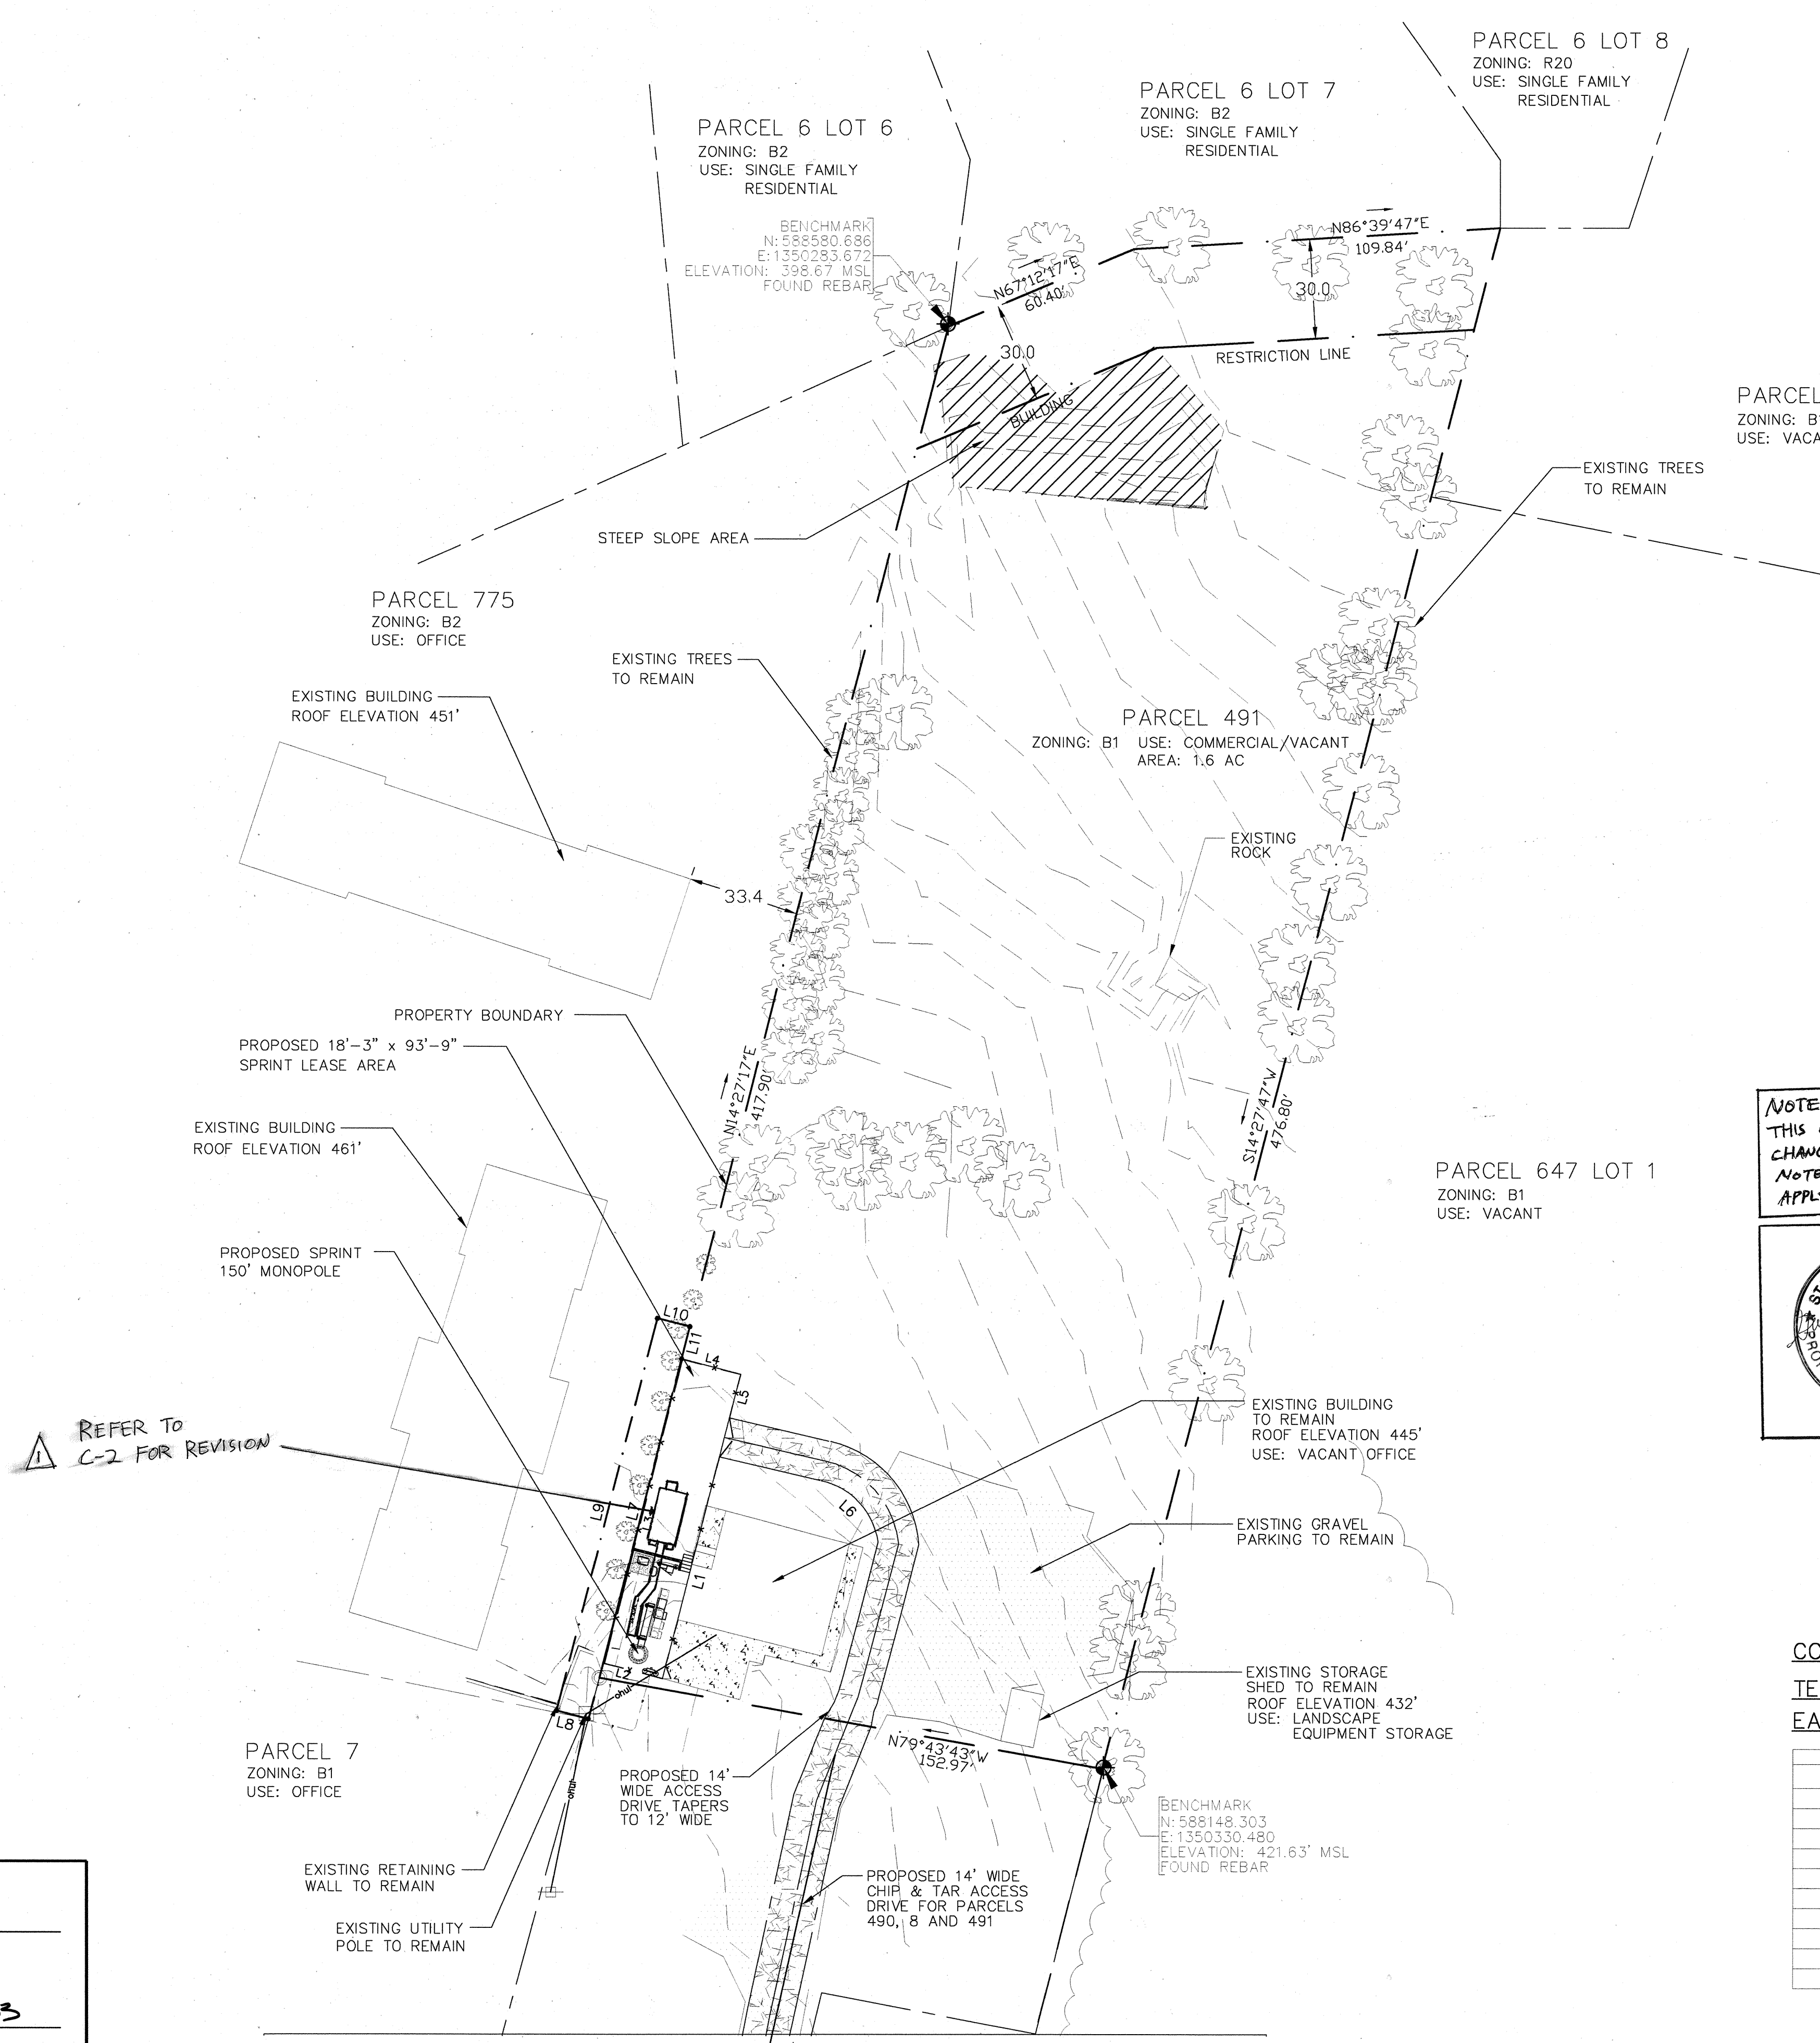 PARCEL 6 LOT 8
ZONING: R20
USE: SINGLE FAMILY
RESIDENTIAL
PARCEL 6 LOT 7
ZONING: B2
USE: SINGLE FAMILY
RESIDENTIAL
PARCEL 6 LOT 6
ZONING: B2
USE: SINGLE FAMILY
RESIDENTIAL
BENCHMARK
N: 588580.686
E: 1350283.672
ELEVATION: 398.67 MSL
FOUND REBAR
N67°12'17"E
60.40'
N86°39'47"E
109.84'
30.0
30.0
BUILDING
RESTRICTION LINE
PARCEL
ZONING: B
USE: VACA
EXISTING TREES
TO REMAIN
STEEP SLOPE AREA
PARCEL 775
ZONING: B2
USE: OFFICE
EXISTING TREES
TO REMAIN
EXISTING BUILDING
ROOF ELEVATION 451'
PARCEL 491
ZONING: B1 USE: COMMERCIAL/VACANT
AREA: 1.6 AC
EXISTING
ROCK
33.4
PROPERTY BOUNDARY
PROPOSED 18'-3" x 93'-9"
SPRINT LEASE AREA
N14°27'17"E
417.90'
S14°27'47"W
476.80'
EXISTING BUILDING
ROOF ELEVATION 461'
PARCEL 647 LOT 1
ZONING: B1
USE: VACANT
NOTE
THIS
CHANG
NOTE
APPL
PROPOSED SPRINT
150' MONOPOLE
L10
L11
L4
L5
REFER TO
1 C-2 FOR REVISION
EXISTING BUILDING
TO REMAIN
ROOF ELEVATION 445'
USE: VACANT OFFICE
L9
L7
L6
L1
EXISTING GRAVEL
PARKING TO REMAIN
L2
ohul
L8
EXISTING STORAGE
SHED TO REMAIN
ROOF ELEVATION 432'
USE: LANDSCAPE
EQUIPMENT STORAGE
CO
TE
EA
N79°43'43"W
152.97'
PARCEL 7
ZONING: B1
USE: OFFICE
ohul
PROPOSED 14'
WIDE ACCESS
DRIVE TAPERS
TO 12' WIDE
BENCHMARK
N: 588148.303
E: 1350330.480
ELEVATION: 421.63' MSL
FOUND REBAR
EXISTING RETAINING
WALL TO REMAIN
PROPOSED 14' WIDE
CHIP & TAR ACCESS
DRIVE FOR PARCELS
490, 8 AND 491
EXISTING UTILITY
POLE TO REMAIN
3